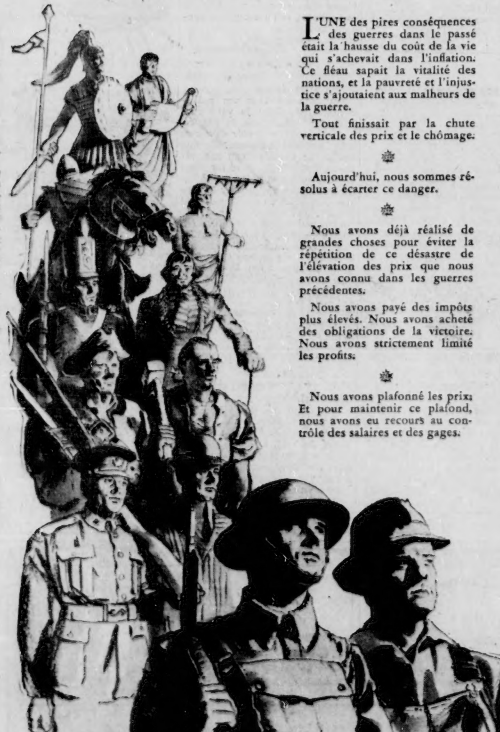 L'UNE des pires conséquences
des guerres dans le passé
était la hausse du coût de la vie
qui s'achevait dans l'inflation.
Ce fléau sapait la vitalité des
nations, et la pauvreté et l'injus-
tice s'ajoutaient aux malheurs de
la guerre.
Tout finissait par la chute
verticale des prix et le chômage.
Aujourd'hui, nous sommes ré-
solus à écarter ce danger.
Nous avons déjà réalisé de
grandes choses pour éviter la
répétition de ce désastre de
l'élévation des prix que nous
avons connu dans les guerres
précédentes.
Nous avons payé des impôts
plus élevés. Nous avons acheté
des obligations de la victoire.
Nous avons strictement limité
les profits.
Nous avons plafonné les prix.
Et pour maintenir ce plafond,
nous avons eu recours au con-
trôle des salaires et des gages.